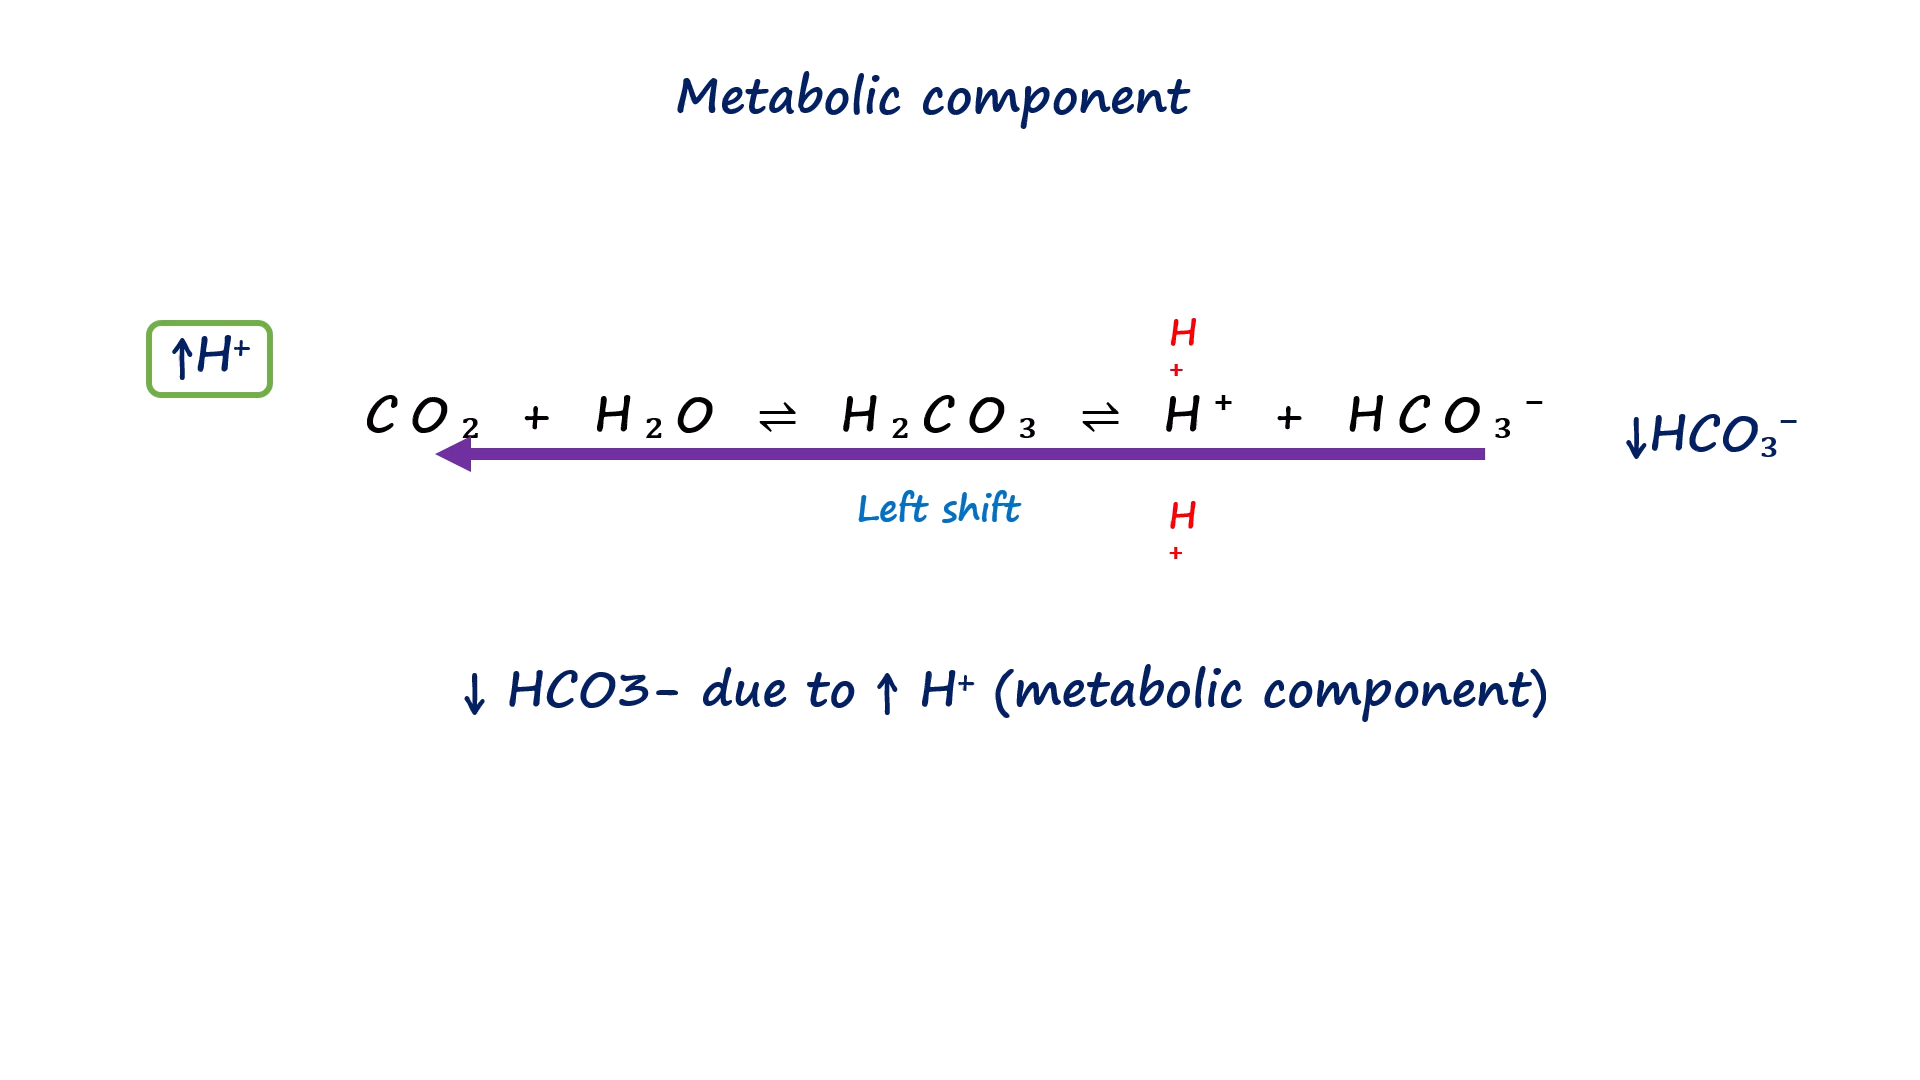 Metabolic component
↑H⁺
H
+
CO₂ + H₂O ⇌ H₂CO₃ ⇌ H⁺ + HCO₃⁻
↓HCO₃⁻
Left shift
H
+
↓ HCO3- due to ↑ H⁺ (metabolic component)